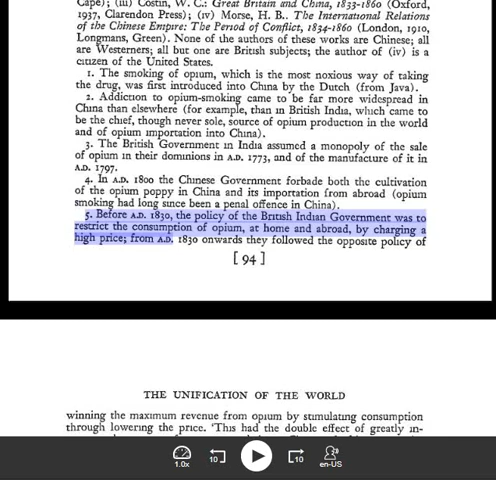 Cape); (iii) Costin, W. C.: Great Britain and China, 1833-1860 (Oxford,
1937, Clarendon Press); (iv) Morse, H. B.. The International Relations
of the Chinese Empire: The Period of Conflict, 1834-1860 (London, 1910,
Longmans, Green). None of the authors of these works are Chinese; all
are Westerners; all but one are British subjects; the author of (iv) is a
citizen of the United States.
1. The smoking of opium, which is the most noxious way of taking
the drug, was first introduced into China by the Dutch (from Java).
2. Addiction to opium-smoking came to be far more widespread in
China than elsewhere (for example, than in British India, which came to
be the chief, though never sole, source of opium production in the world
and of opium importation into China).
3. The British Government in India assumed a monopoly of the sale
of opium in their dominions in A.D. 1773, and of the manufacture of it in
A.D. 1797.
4. In A.D. 1800 the Chinese Government forbade both the cultivation
of the opium poppy in China and its importation from abroad (opium
smoking had long since been a penal offence in China).
5. Before A.D. 1830, the policy of the British Indian Government was to
restrict the consumption of opium, at home and abroad, by charging a
high price; from A.D. 1830 onwards they followed the opposite policy of
[ 94 ]
THE UNIFICATION OF THE WORLD
winning the maximum revenue from opium by stimulating consumption
through lowering the price. 'This had the double effect of greatly in-
1.0x
10
10
en-US